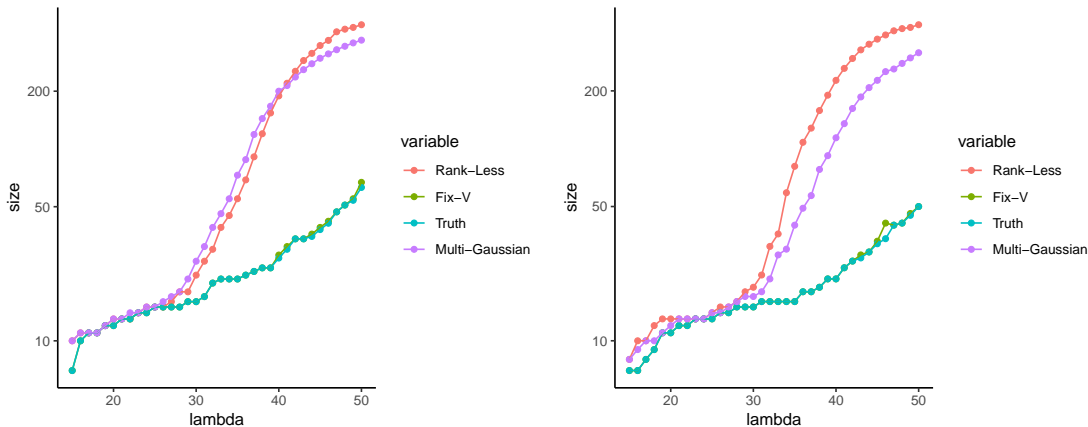 200
50
10
size
20
30
40
50
lambda
variable
Rank−Less
Fix−V
Truth
Multi−Gaussian
200
50
10
size
20
30
40
50
lambda
variable
Rank−Less
Fix−V
Truth
Multi−Gaussian